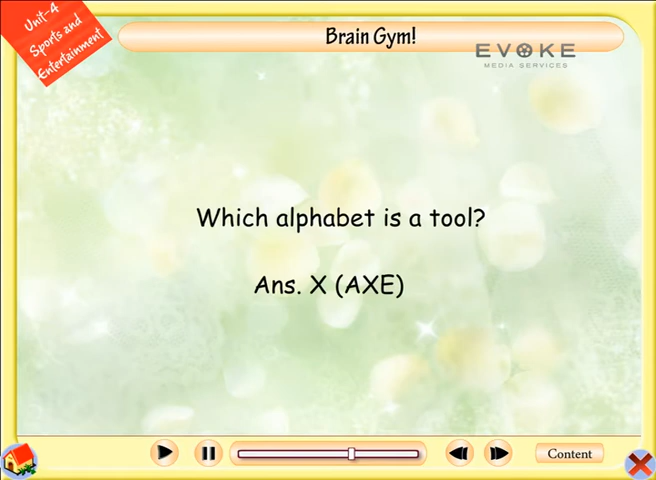 Unit-4
Sports and
Entertainment
Brain Gym!
EVOKE
MEDIA SERVICES
Which alphabet is a tool?
Ans. X (AXE)
Content